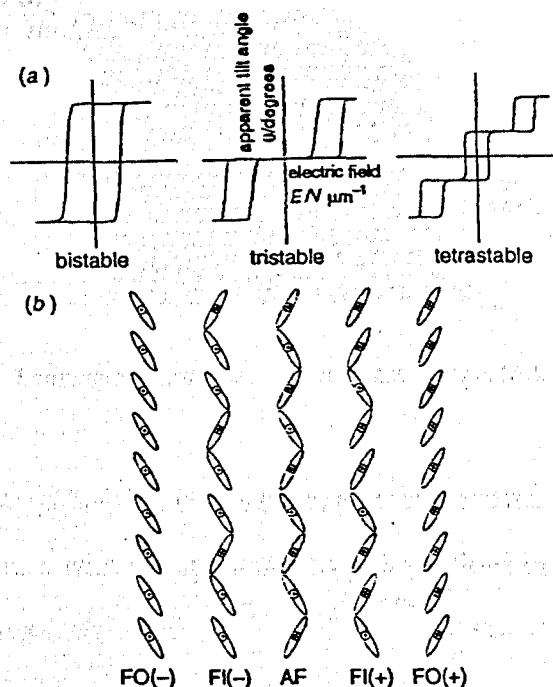 (a)
apparent tilt angle
θ/degrees
electric field
E/V μm⁻¹
bistable
tristable
tetrastable
(b)
FO(–) FI(–) AF FI(+) FO(+)